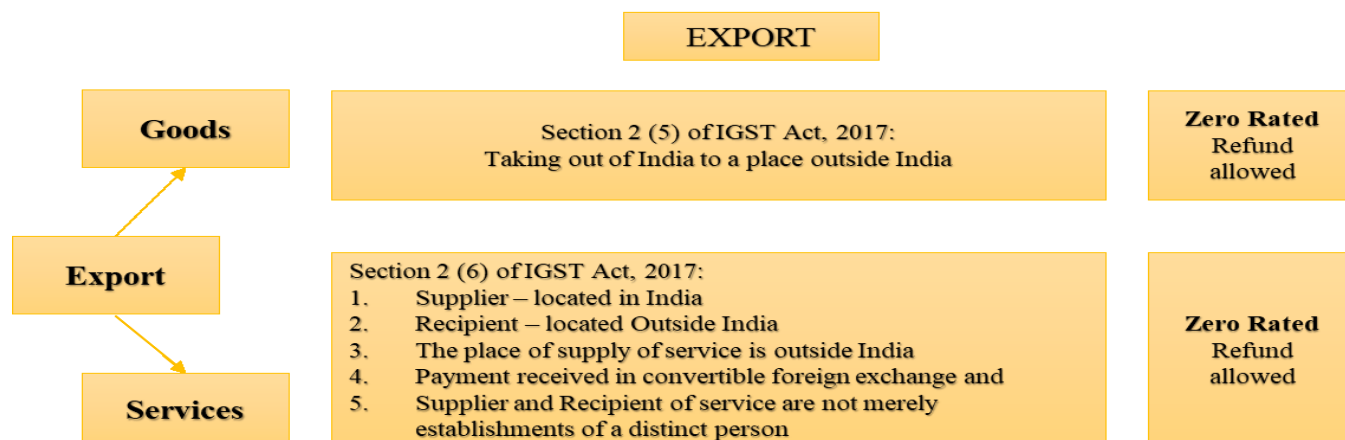 EXPORT
Goods
Section 2 (5) of IGST Act, 2017:
Taking out of India to a place outside India
Zero Rated
Refund
allowed
Export
Section 2 (6) of IGST Act, 2017:
1. Supplier – located in India
2. Recipient – located Outside India
3. The place of supply of service is outside India
4. Payment received in convertible foreign exchange and
5. Supplier and Recipient of service are not merely
establishments of a distinct person
Zero Rated
Refund
allowed
Services